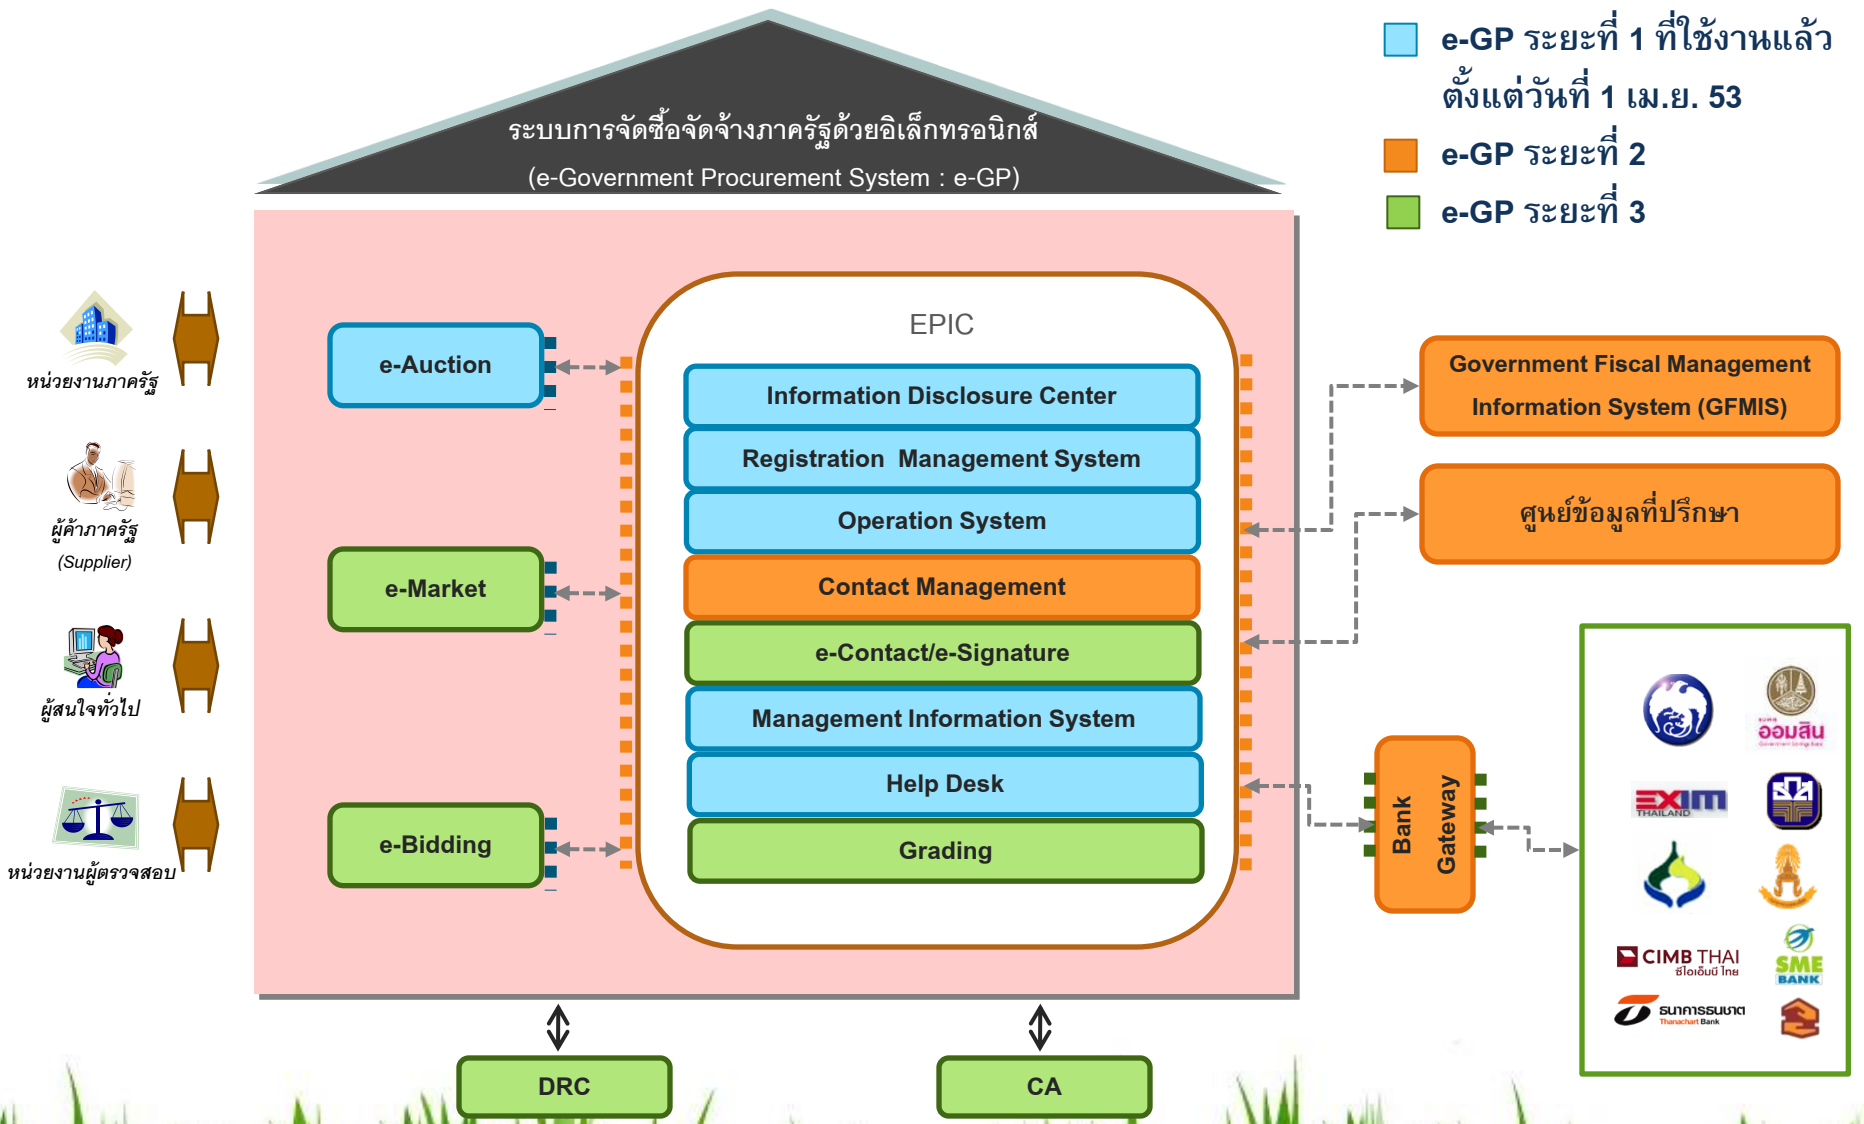 e-GP ระยะที่ 1 ที่ใช้งานแล้ว
ตั้งแต่วันที่ 1 เม.ย. 53
e-GP ระยะที่ 2
e-GP ระยะที่ 3
ระบบการจัดซื้อจัดจ้างภาครัฐด้วยอิเล็กทรอนิกส์
(e-Government Procurement System : e-GP)
หน่วยงานภาครัฐ
ผู้ค้าภาครัฐ
(Supplier)
ผู้สนใจทั่วไป
หน่วยงานผู้ตรวจสอบ
e-Auction
e-Market
e-Bidding
EPIC
Information Disclosure Center
Registration Management System
Operation System
Contact Management
e-Contact/e-Signature
Management Information System
Help Desk
Grading
Government Fiscal Management
Information System (GFMIS)
ศูนย์ข้อมูลที่ปรึกษา
Bank
Gateway
ออมสิน
EXIM
THAILAND
CIMB THAI
ซีไอเอ็มบี ไทย
SME
BANK
ธนาคารธนชาต
Thanachart Bank
DRC
CA